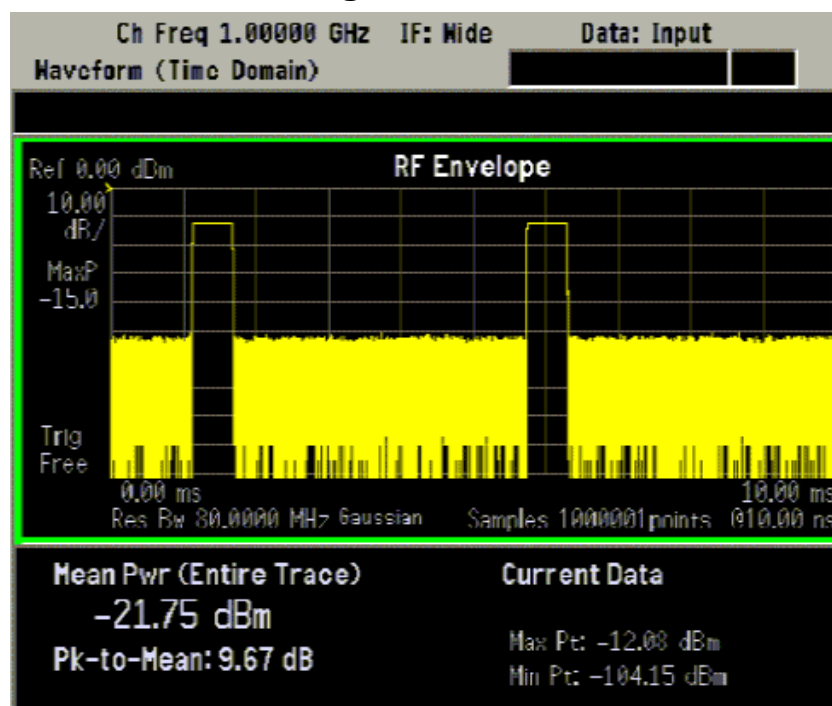 Ch Freq 1.00000 GHz IF: Wide Data: Input
Waveform (Time Domain)
Ref 0.00 dBm RF Envelope
10.00
dB/
MaxP
-15.0
Trig
Free
0.00 ms 10.00 ms
Res Bw 80.0000 MHz Gaussian Samples 1000001 points @10.00 ns
Mean Pwr (Entire Trace) Current Data
-21.75 dBm
Max Pt: -12.08 dBm
Pk-to-Mean: 9.67 dB
Min Pt: -104.15 dBm